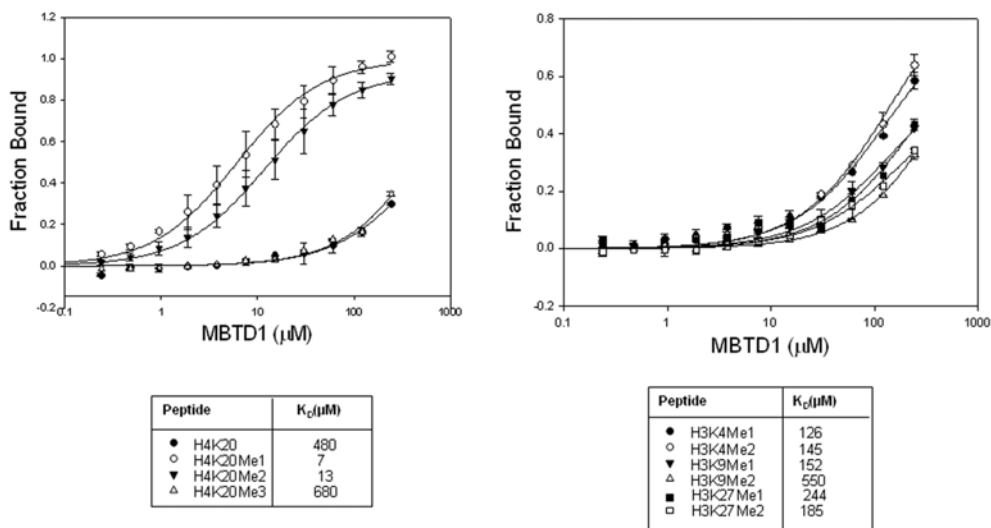 1.2
1.0
0.8
0.6
0.4
0.2
0.0
-0.2
Fraction Bound
0.1 1 10 100 1000
MBTD1 (μM)
Peptide K_D(μM)
H4K20 480
H4K20Me1 7
H4K20Me2 13
H4K20Me3 680
0.8
0.6
0.4
0.2
0.0
-0.2
Fraction Bound
0.1 1 10 100 1000
MBTD1 (μM)
Peptide K_D(μM)
H3K4Me1 126
H3K4Me2 145
H3K9Me1 152
H3K9Me2 550
H3K27Me1 244
H3K27Me2 185